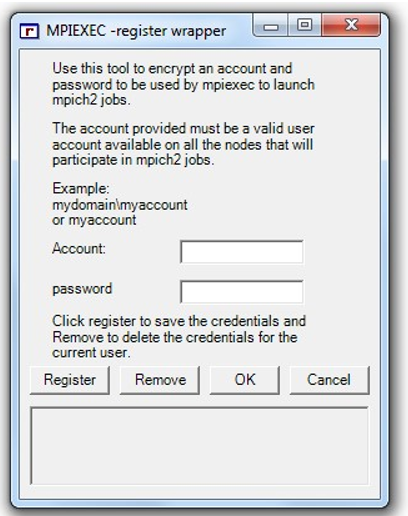 MPIEXEC -register wrapper
Use this tool to encrypt an account and
password to be used by mpiexec to launch
mpich2 jobs.
The account provided must be a valid user
account available on all the nodes that will
participate in mpich2 jobs.
Example:
mydomain\myaccount
or myaccount
Account:
password
Click register to save the credentials and
Remove to delete the credentials for the
current user.
Register Remove OK Cancel